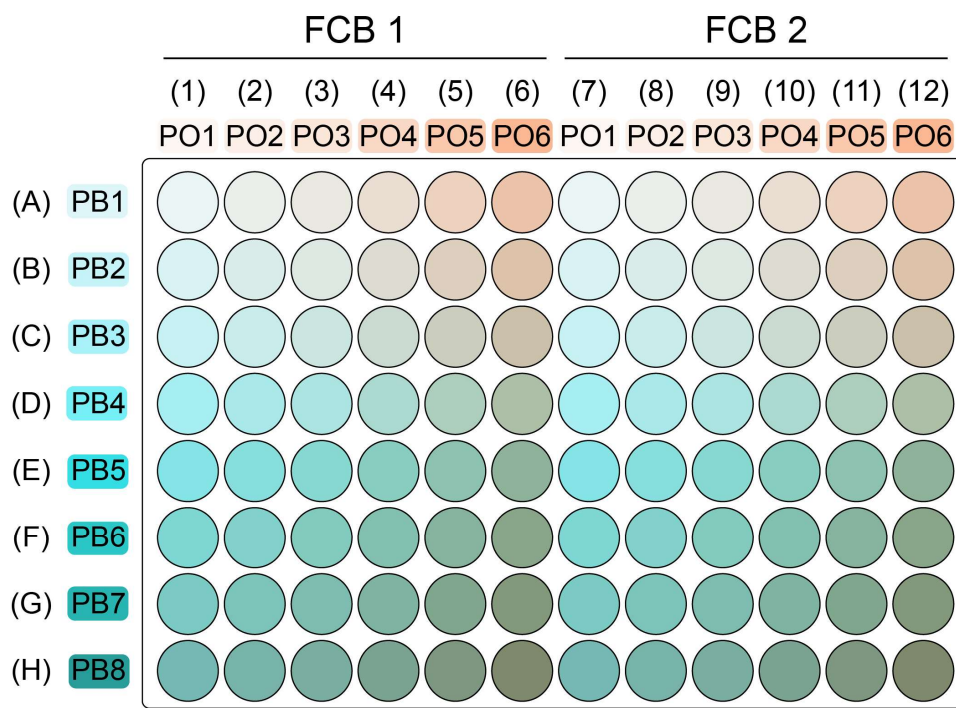 FCB 1 FCB 2
(1) (2) (3) (4) (5) (6) (7) (8) (9) (10) (11) (12)
PO1 PO2 PO3 PO4 PO5 PO6 PO1 PO2 PO3 PO4 PO5 PO6
(A) PB1
(B) PB2
(C) PB3
(D) PB4
(E) PB5
(F) PB6
(G) PB7
(H) PB8